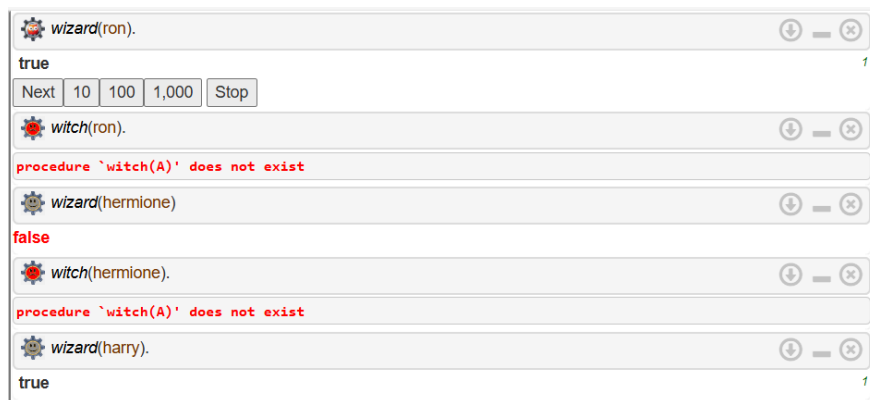 wizard(ron).
true 1
Next 10 100 1,000 Stop
witch(ron).
procedure `witch(A)' does not exist
wizard(hermione)
false
witch(hermione).
procedure `witch(A)' does not exist
wizard(harry).
true 1